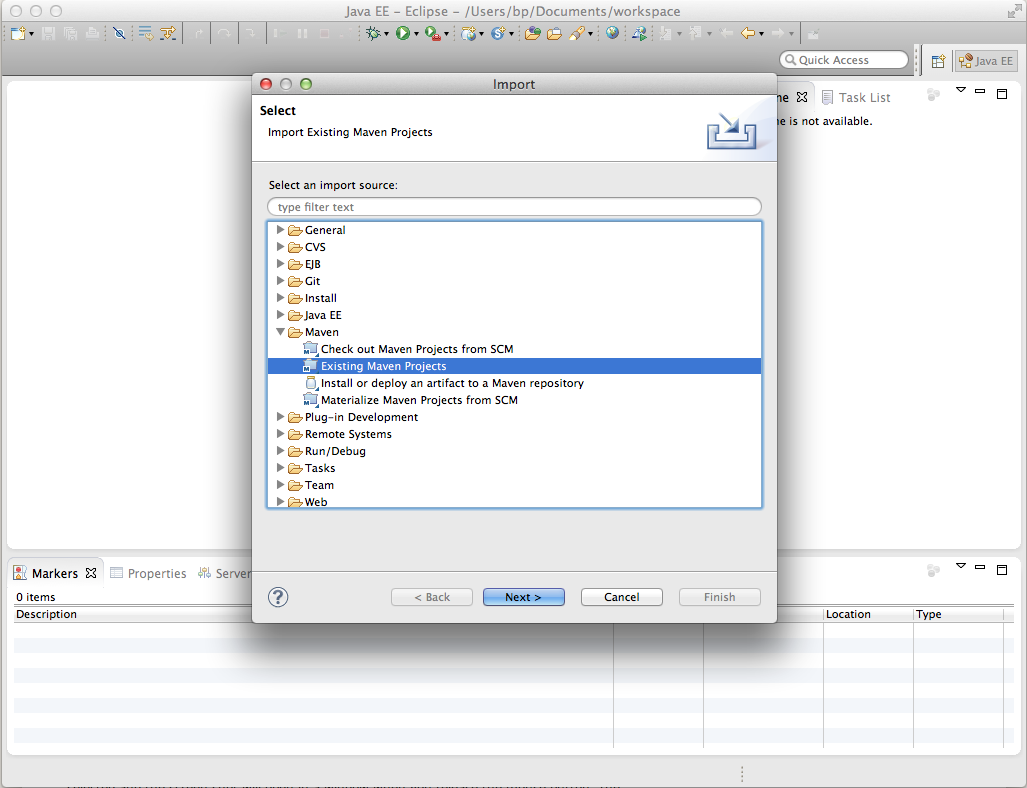 Java EE – Eclipse – /Users/bp/Documents/workspace
Quick Access
Java EE
Import
Select
Import Existing Maven Projects
ne
Task List
e is not available.
Select an import source:
type filter text
General
CVS
EJB
Git
Install
Java EE
Maven
Check out Maven Projects from SCM
Existing Maven Projects
Install or deploy an artifact to a Maven repository
Materialize Maven Projects from SCM
Plug-in Development
Remote Systems
Run/Debug
Tasks
Team
Web
Markers
Properties
Server
0 items
< Back
Next >
Cancel
Finish
Description
Location
Type